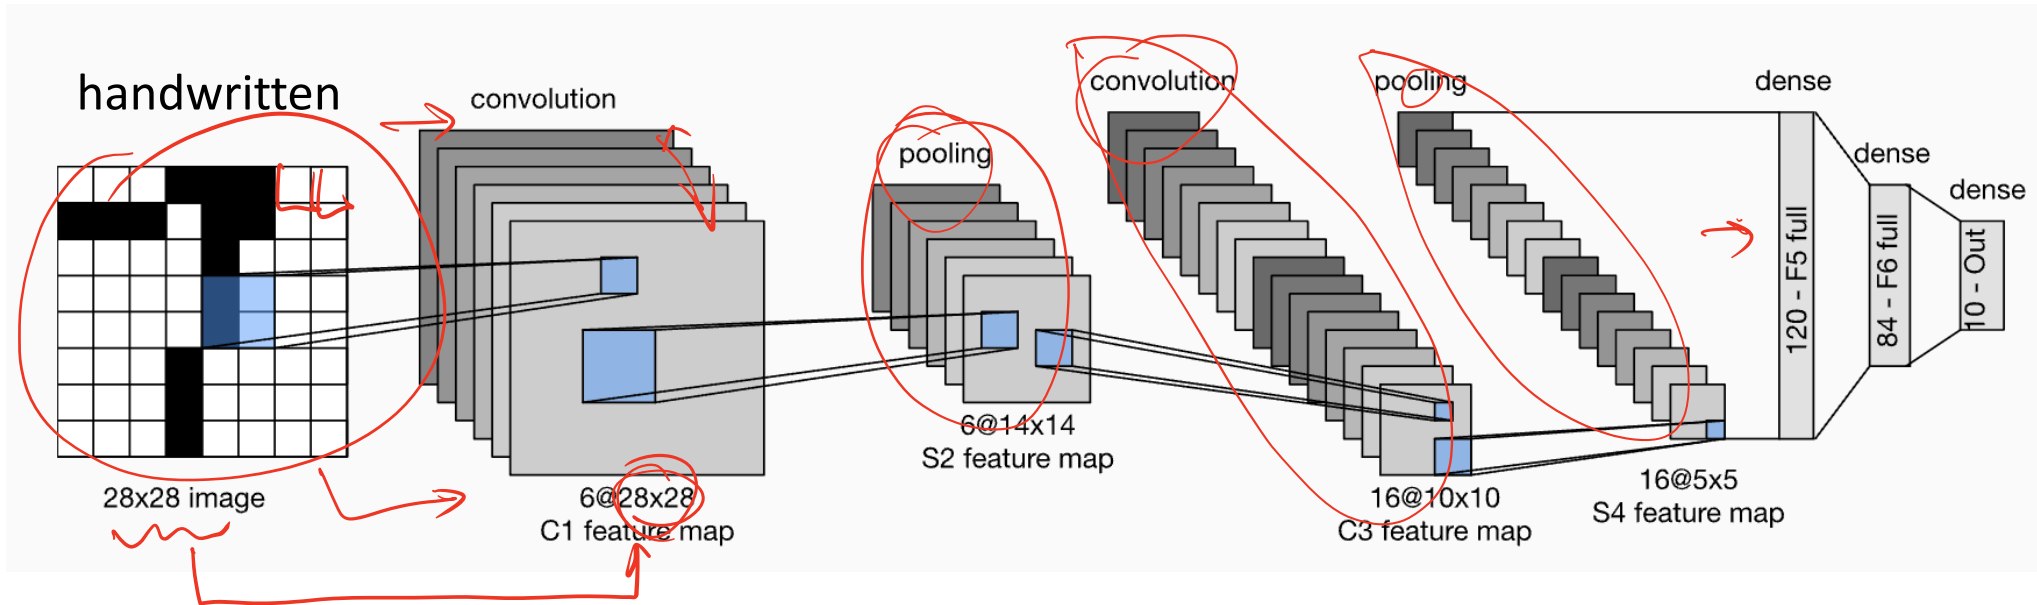 handwritten
convolution
pooling
convolution
pooling
dense
dense
dense
28x28 image
6@28x28
C1 feature map
6@14x14
S2 feature map
16@10x10
C3 feature map
16@5x5
S4 feature map
120 - F5 full
84 - F6 full
10 - Out